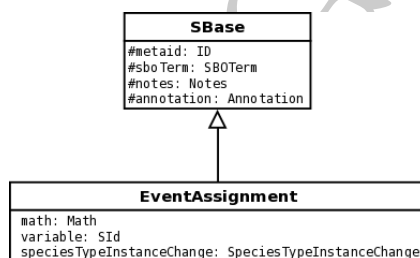 SBase
#metaid: ID
#sboTerm: SBOTerm
#notes: Notes
#annotation: Annotation
EventAssignment
math: Math
variable: SId
speciesTypeInstanceChange: SpeciesTypeInstanceChange